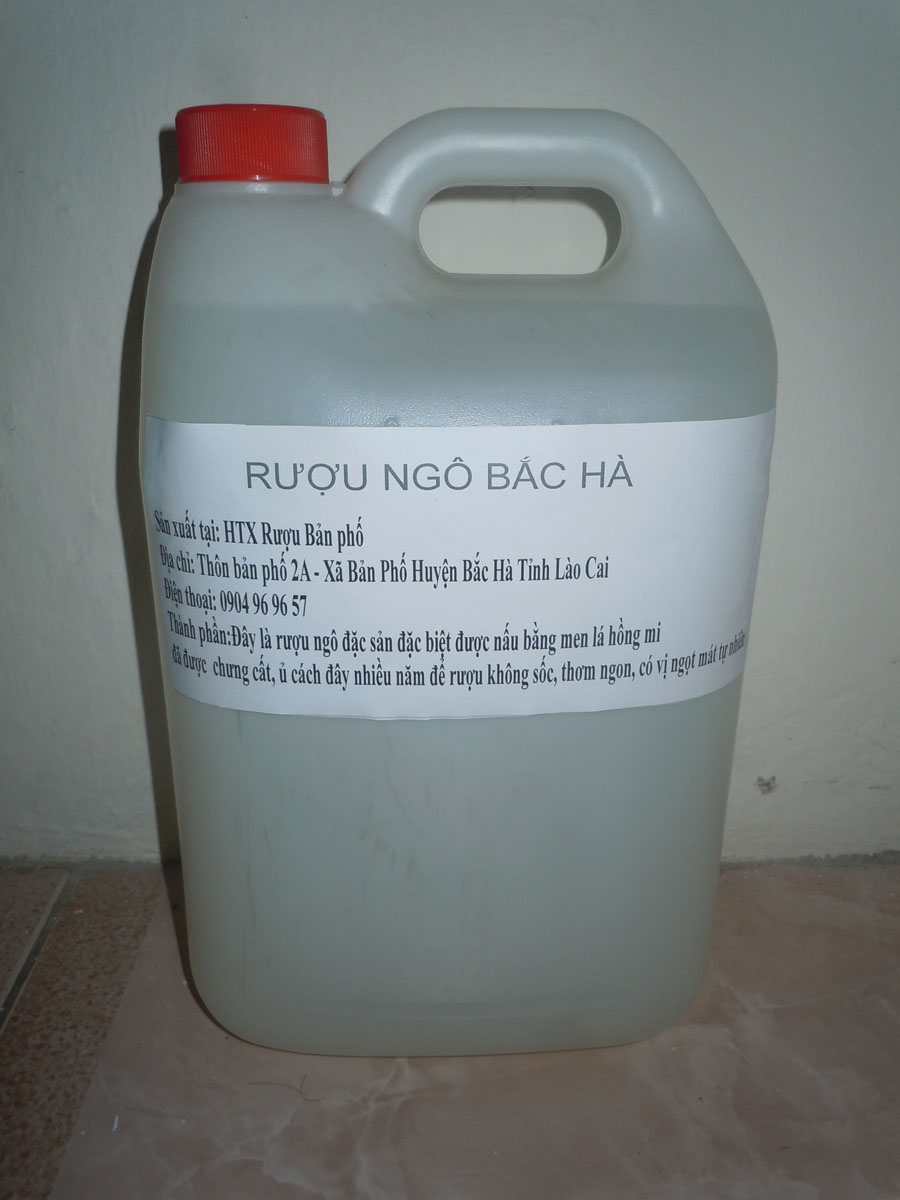 RƯỢU NGÔ BẮC HÀ
Sản xuất tại: HTX Rượu Bản phố
Địa chỉ: Thôn bản phố 2A - Xã Bản Phố Huyện Bắc Hà Tỉnh Lào Cai
Điện thoại: 0904 96 96 57
Thành phần:Đây là rượu ngô đặc sản đặc biệt được nấu bằng men lá hồng mi
đã được chưng cất, ủ cách đây nhiều năm để rượu không sốc, thơm ngon, có vị ngọt mát tự nhiên